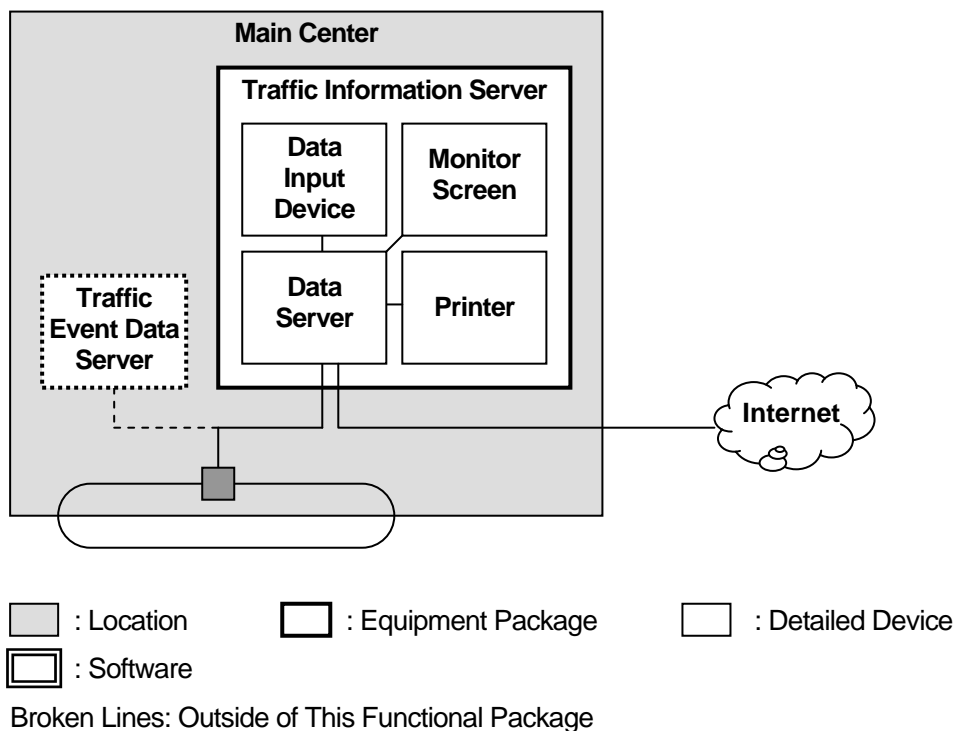 Main Center
Traffic Information Server
Data
Input
Device
Monitor
Screen
Data
Server
Printer
Traffic
Event Data
Server
Internet
: Location
: Equipment Package
: Detailed Device
: Software
Broken Lines: Outside of This Functional Package